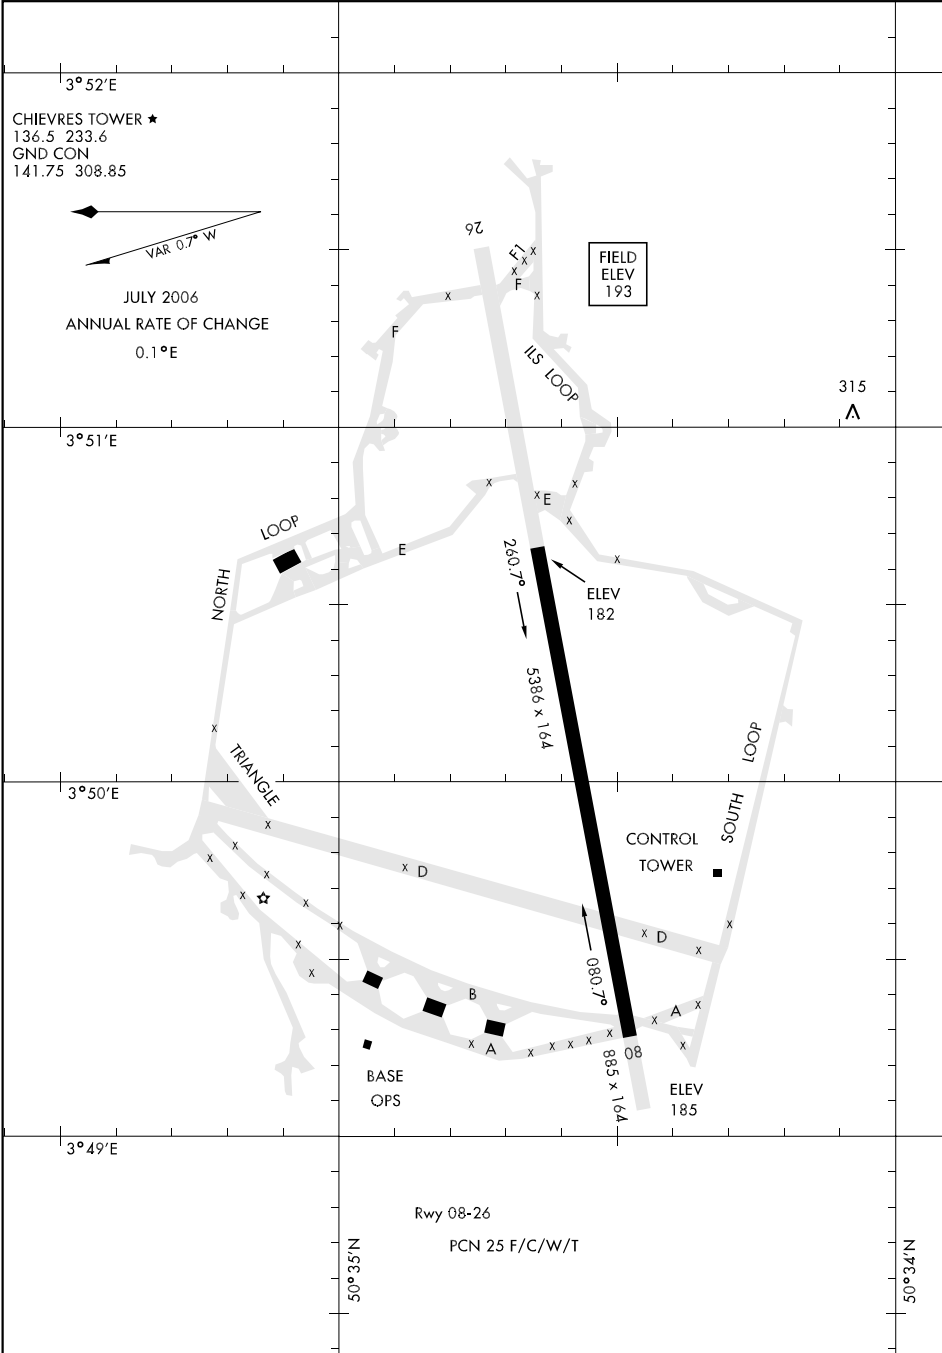 3°52'E
CHIEVRES TOWER ★
136.5 233.6
GND CON
141.75 308.85
VAR 0.7° W
JULY 2006
ANNUAL RATE OF CHANGE
0.1°E
26
F1
F
FIELD
ELEV
193
F
ILS LOOP
315
3°51'E
E
LOOP
E
NORTH
260.7°
ELEV
182
5386 x 164
TRIANGLE
LOOP
SOUTH
3°50'E
CONTROL
TOWER
D
D
080.7°
B
A
A
08
885 x 164
BASE
OPS
ELEV
185
3°49'E
Rwy 08-26
PCN 25 F/C/W/T
50°35'N
50°34'N